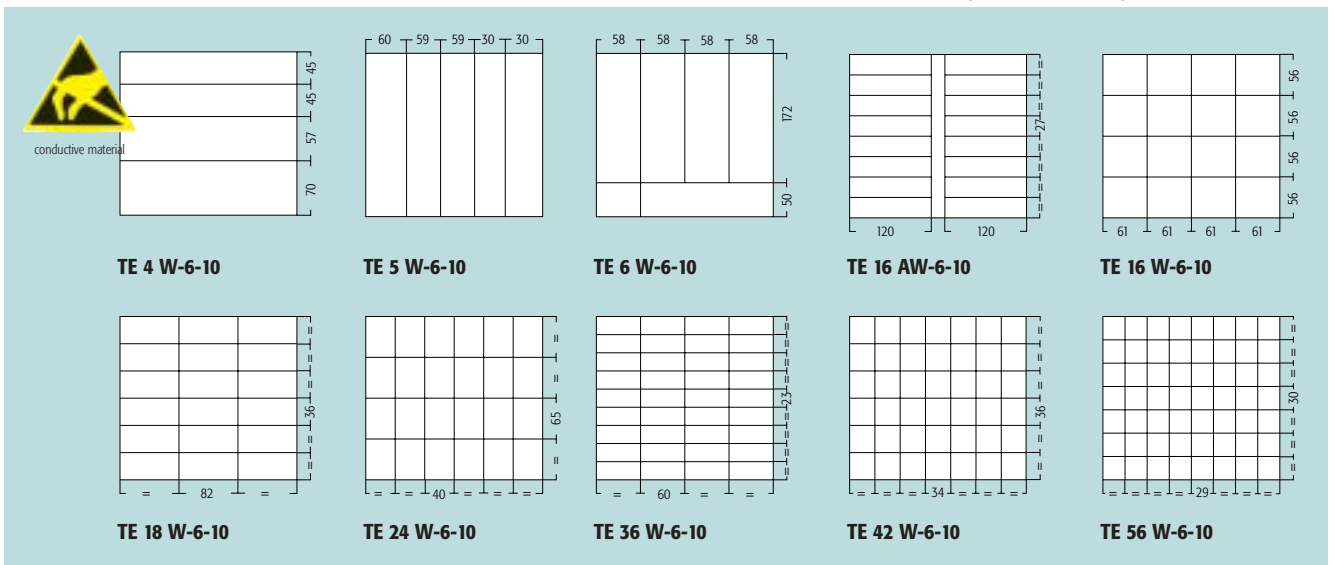 conductive material
45
45
57
70
TE 4 W-6-10
60 59 59 30 30
TE 5 W-6-10
58 58 58 58
172
50
TE 6 W-6-10
= = = 27 = = = =
120 120
TE 16 AW-6-10
56
56
56
56
61 61 61 61
TE 16 W-6-10
= = = 36 = =
= 82 =
TE 18 W-6-10
= = 65 =
= = 40 = = =
TE 24 W-6-10
= = = = 23 = = = =
= 60 = =
TE 36 W-6-10
= = = 36 = =
= = = 34 = = =
TE 42 W-6-10
= = = 30 = = =
= = = = 29 = = =
TE 56 W-6-10